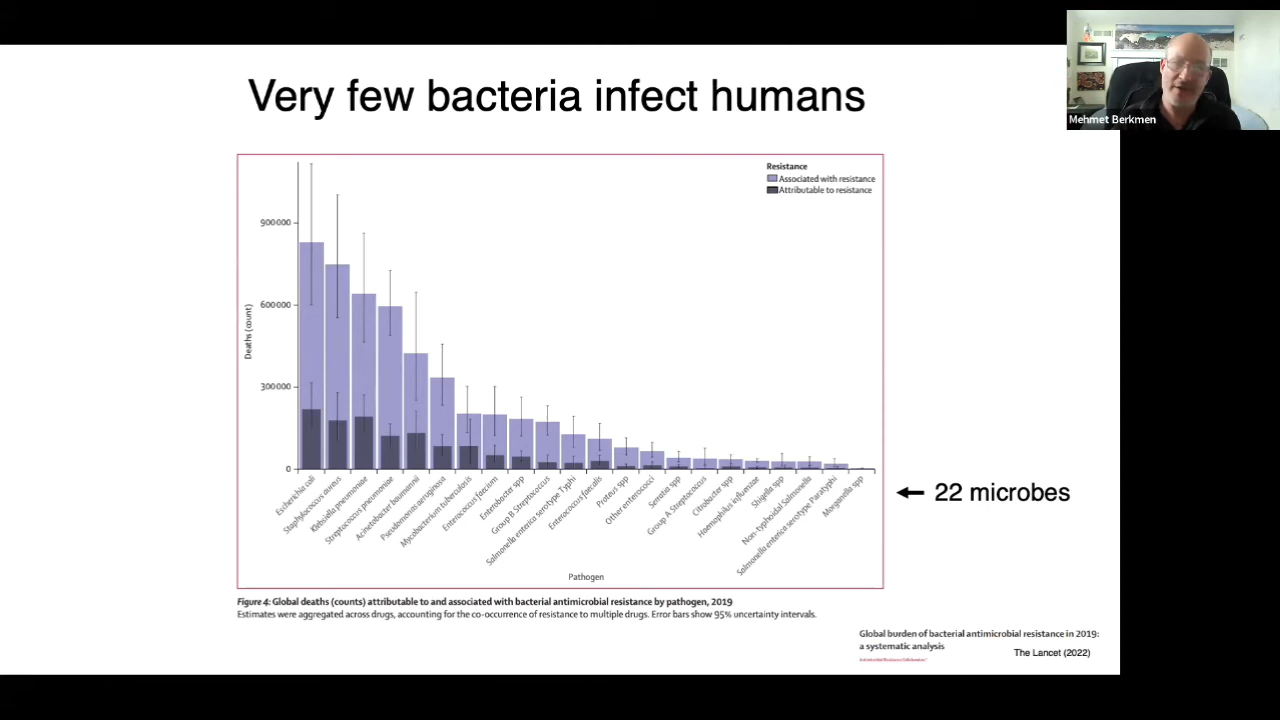 Very few bacteria infect humans
Mehmet Berkmen
Resistance
Associated with resistance
Attributable to resistance
900 000
600 000
300 000
0
Deaths (count)
Escherichia coli
Staphylococcus aureus
Klebsiella pneumoniae
Streptococcus pneumoniae
Acinetobacter baumannii
Pseudomonas aeruginosa
Mycobacterium tuberculosis
Enterococcus faecium
Enterobacter spp
Group B Streptococcus
Salmonella enterica serotype Typhi
Enterococcus faecalis
Proteus spp
Other enterococci
Serratia spp
Group A Streptococcus
Citrobacter spp
Haemophilus influenzae
Shigella spp
Non-typhoidal Salmonella
Salmonella enterica serotype Paratyphi
Morganella spp
Pathogen
22 microbes
Figure 4: Global deaths (counts) attributable to and associated with bacterial antimicrobial resistance by pathogen, 2019
Estimates were aggregated across drugs, accounting for the co-occurrence of resistance to multiple drugs. Error bars show 95% uncertainty intervals.
Global burden of bacterial antimicrobial resistance in 2019:
a systematic analysis
The Lancet (2022)